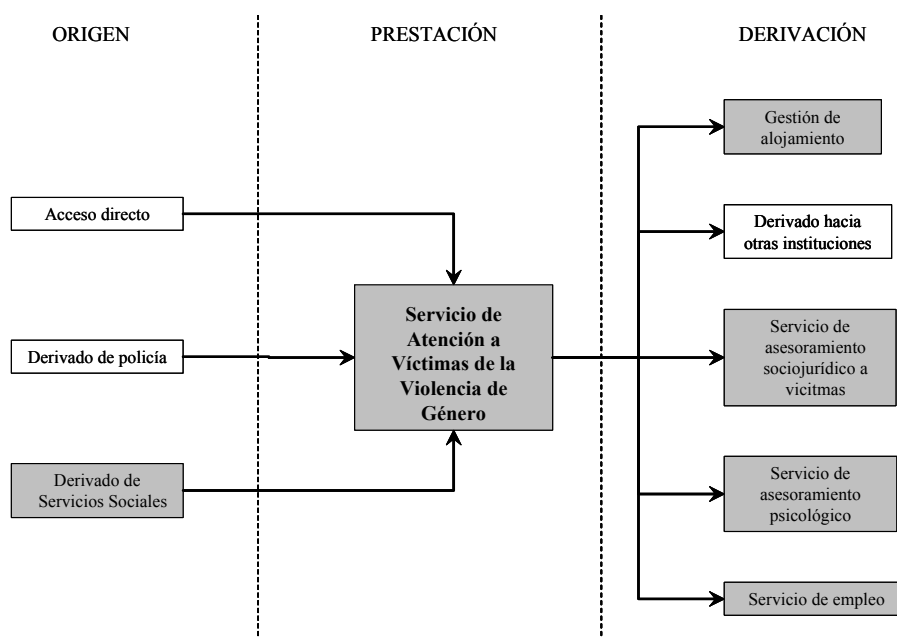 ORIGEN
PRESTACIÓN
DERIVACIÓN
Acceso directo
Derivado de policía
Derivado de
Servicios Sociales
Servicio de
Atención a
Víctimas de la
Violencia de
Género
Gestión de
alojamiento
Derivado hacia
otras instituciones
Servicio de
asesoramiento
sociojurídico a
vicitmas
Servicio de
asesoramiento
psicológico
Servicio de empleo